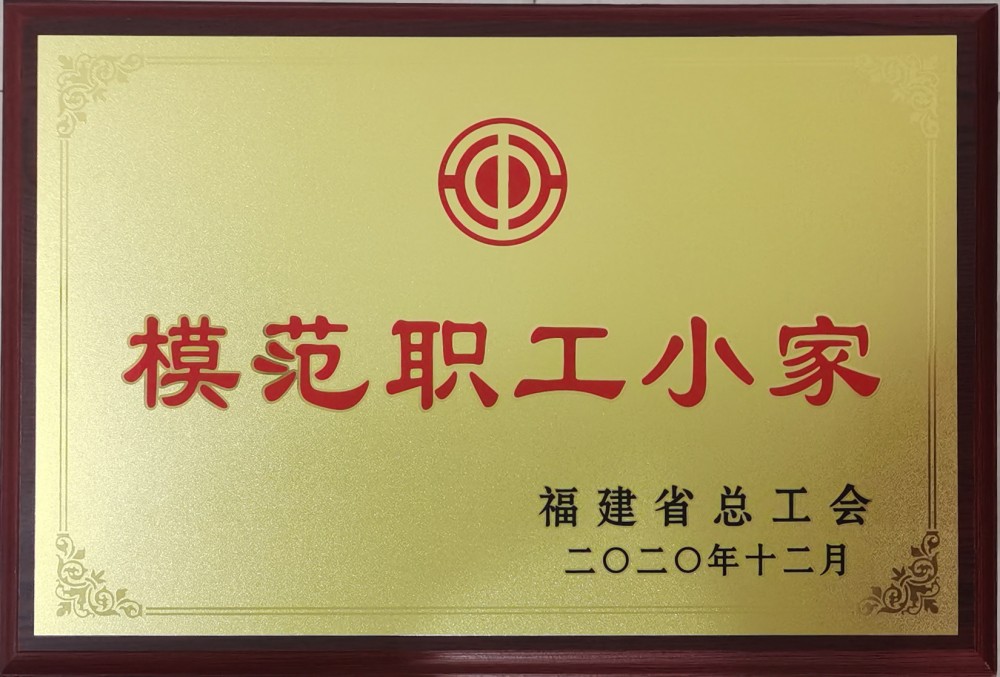 模范职工小家
福建省总工会
二〇二〇年十二月